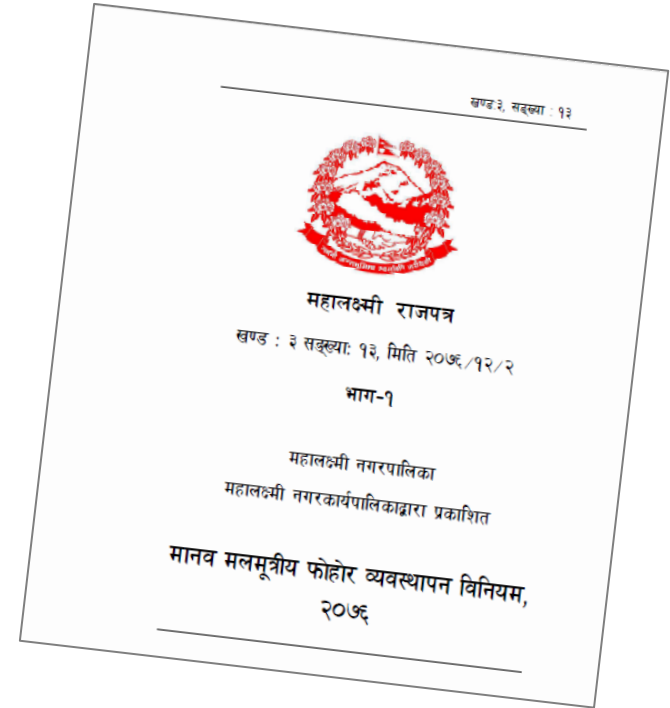 खण्ड:३, सङ्ख्या : १३
महालक्ष्मी राजपत्र
खण्ड : ३ सङ्ख्या: १३, मिति २०७६/१२/२
भाग-१
महालक्ष्मी नगरपालिका
महालक्ष्मी नगरकार्यपालिकाद्वारा प्रकाशित
मानव मलमूत्रीय फोहोर व्यवस्थापन विनियम,
२०७६